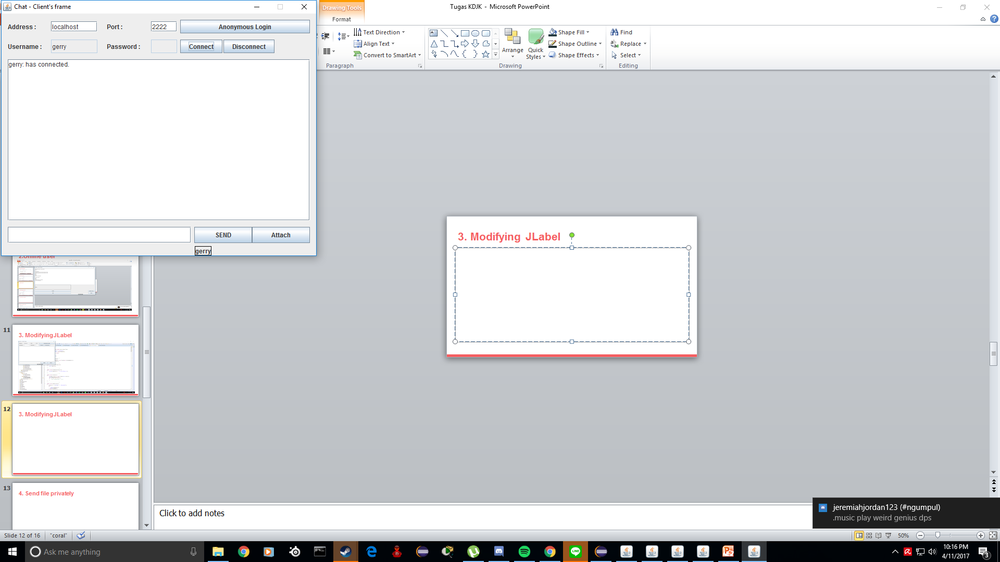 Chat - Client's frame
Address :
localhost
Port :
2222
Anonymous Login
Username :
gerry
Password :
Connect
Disconnect
gerry: has connected.
SEND
Attach
gerry
Drawing Tools
Tugas KDJK - Microsoft PowerPoint
Format
Text Direction
Align Text
Convert to SmartArt
Paragraph
Arrange
Quick
Styles
Shape Fill
Shape Outline
Shape Effects
Drawing
Find
Replace
Select
Editing
2.Online user
11
3. ModifyingJLabel
12
3. ModifyingJLabel
13
4. Send file privately
3. Modifying JLabel
Click to add notes
jeremiahjordan123 (#ngumpul)
.music play weird genius dps
Slide 12 of 16
"coral"
50%
Ask me anything
10:16 PM
4/11/2017
3